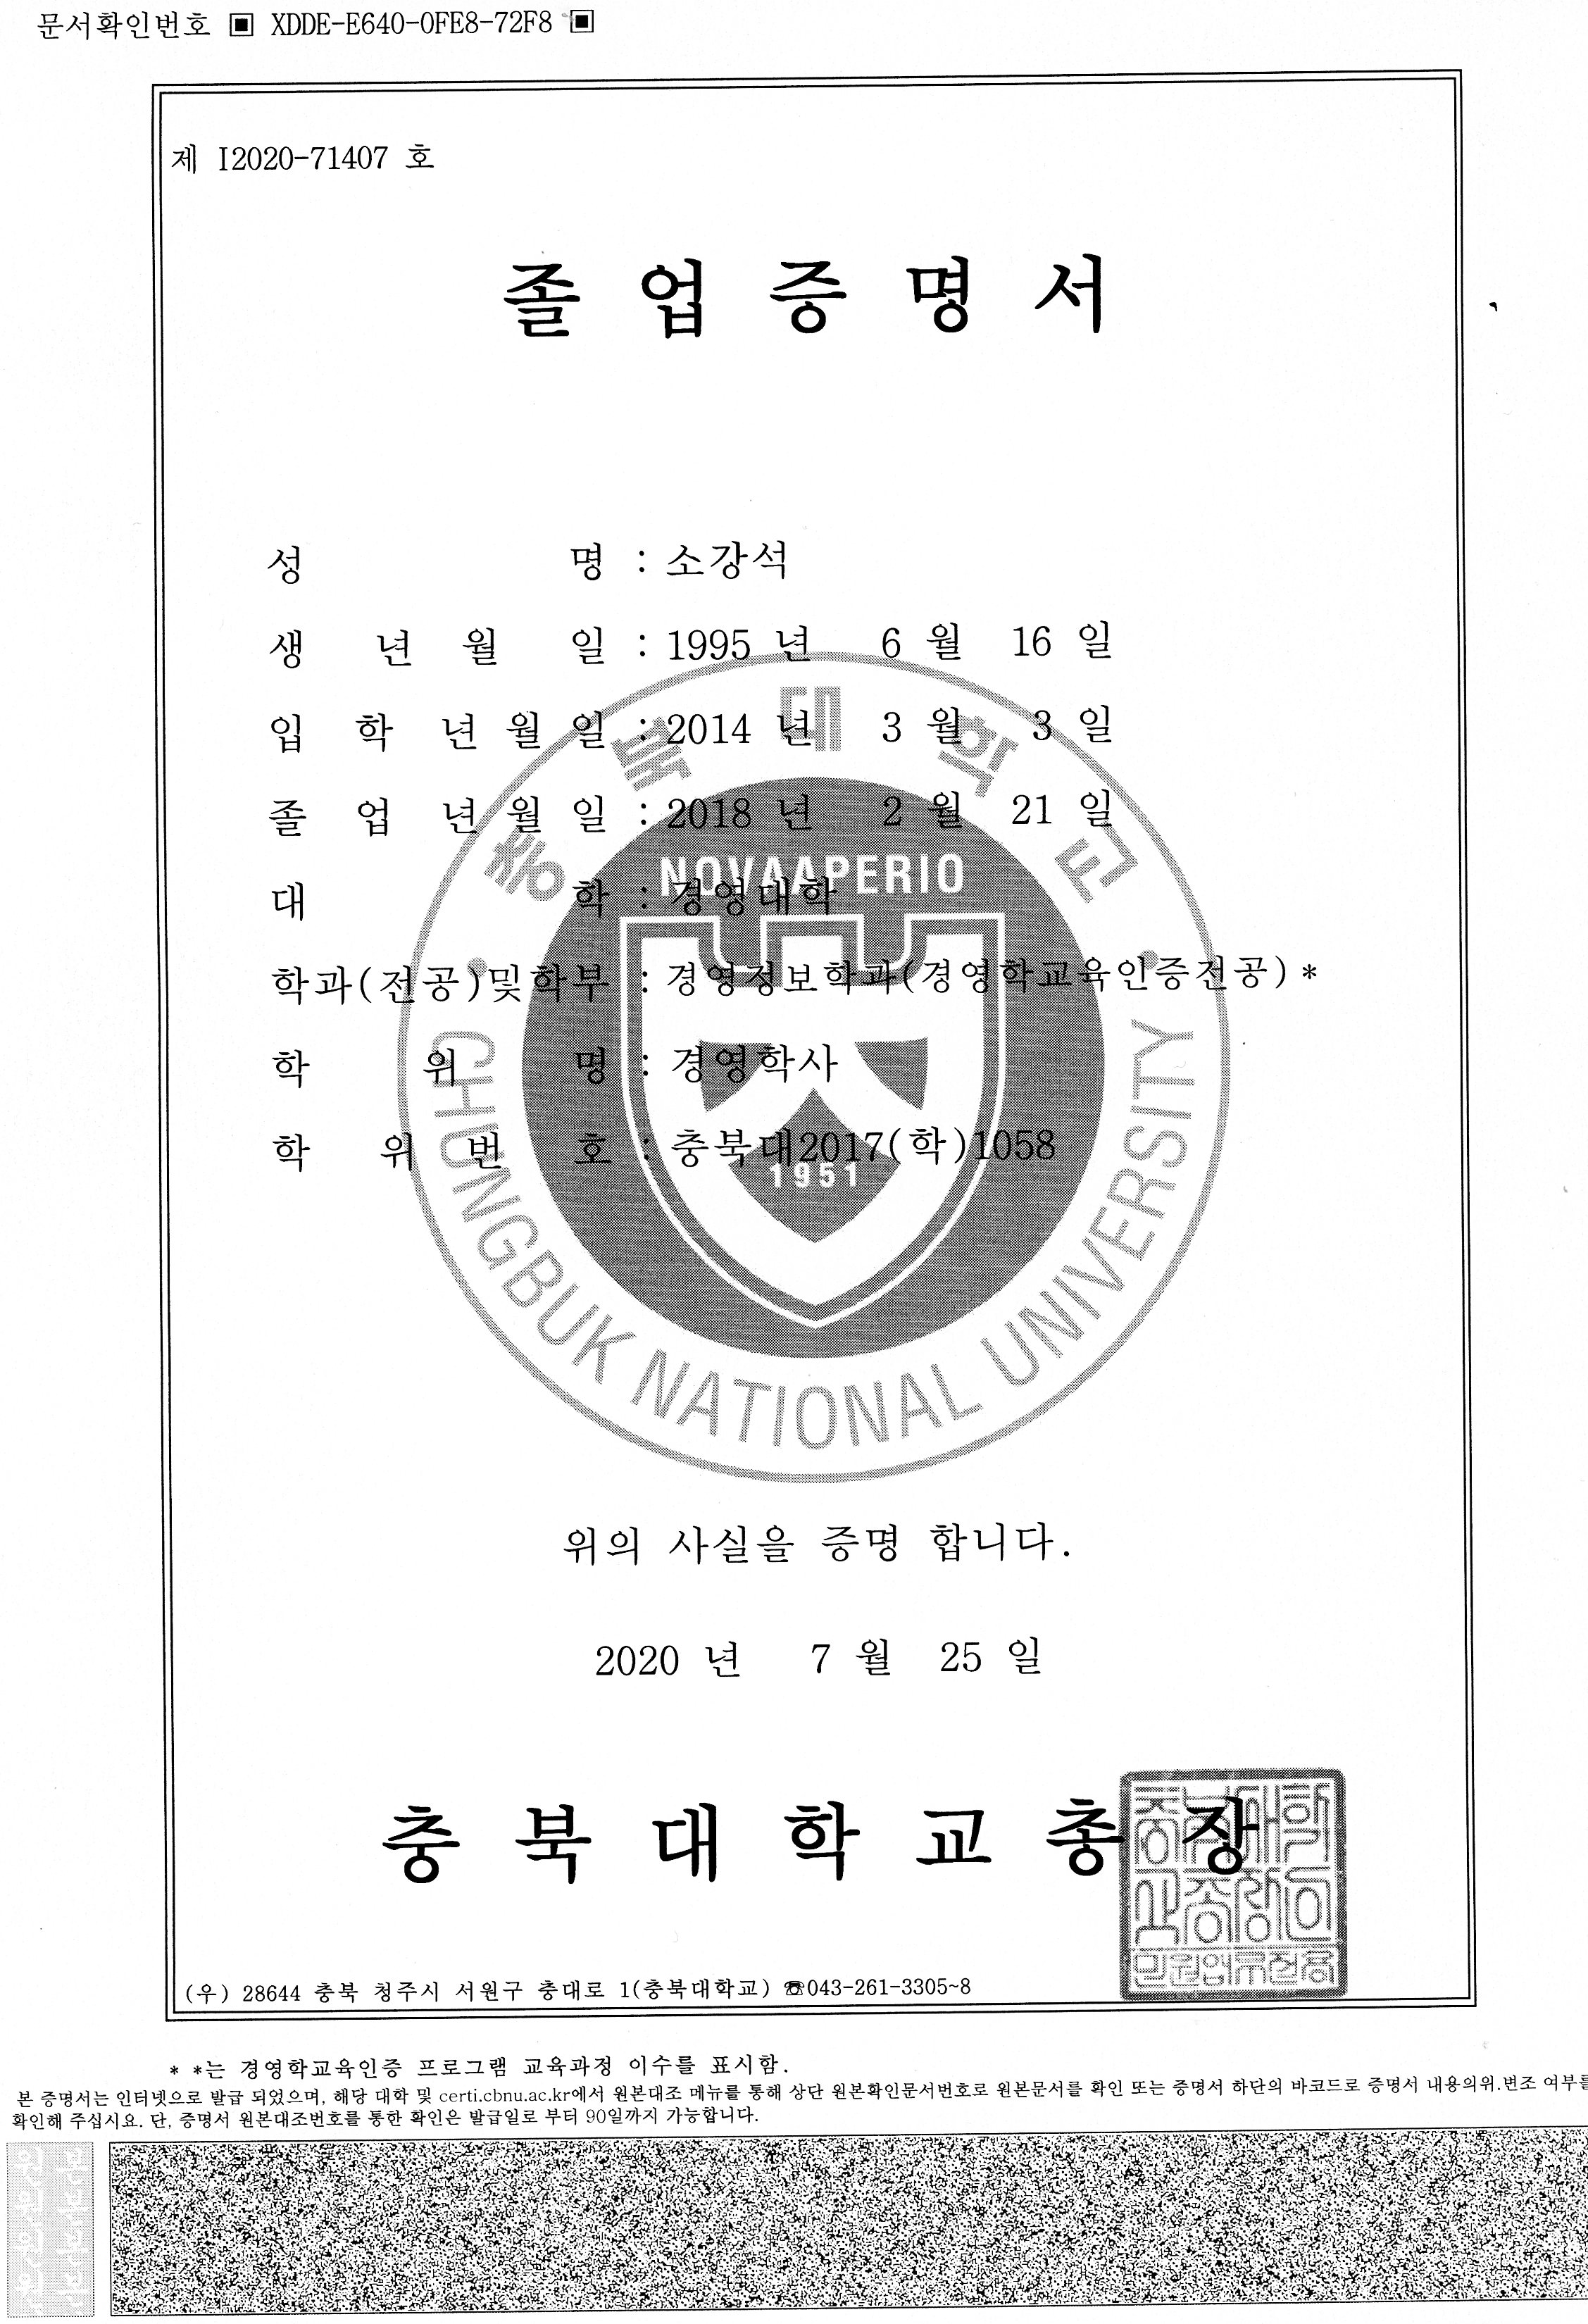 문서확인번호 ▣ XDDE-E640-0FE8-72F8 ▣
제 I2020-71407 호
졸 업 증 명 서
성 명 : 소강석
생 년 월 일 : 1995 년 6 월 16 일
입 학 년 월 일 : 2014 년 3 월 3 일
졸 업 년 월 일 : 2018 년 2 월 21 일
대 학 : 경영대학
학과(전공)및학부 : 경영정보학과(경영학교육인증전공)*
학 위 명 : 경영학사
학 위 번 호 : 충북대2017(학)1058
충 북 대 학 교
NOVAAPERIO
1951
CHUNGBUK NATIONAL UNIVERSITY
위의 사실을 증명 합니다.
2020 년 7 월 25 일
충 북 대 학 교 총 장
충북대학
교총장인
민원업무전용
(우) 28644 충북 청주시 서원구 충대로 1(충북대학교) ☎043-261-3305~8
* *는 경영학교육인증 프로그램 교육과정 이수를 표시함.
본 증명서는 인터넷으로 발급 되었으며, 해당 대학 및 certi.cbnu.ac.kr에서 원본대조 메뉴를 통해 상단 원본확인문서번호로 원본문서를 확인 또는 증명서 하단의 바코드로 증명서 내용의위.변조 여부를
확인해 주십시요. 단, 증명서 원본대조번호를 통한 확인은 발급일로 부터 90일까지 가능합니다.
원본